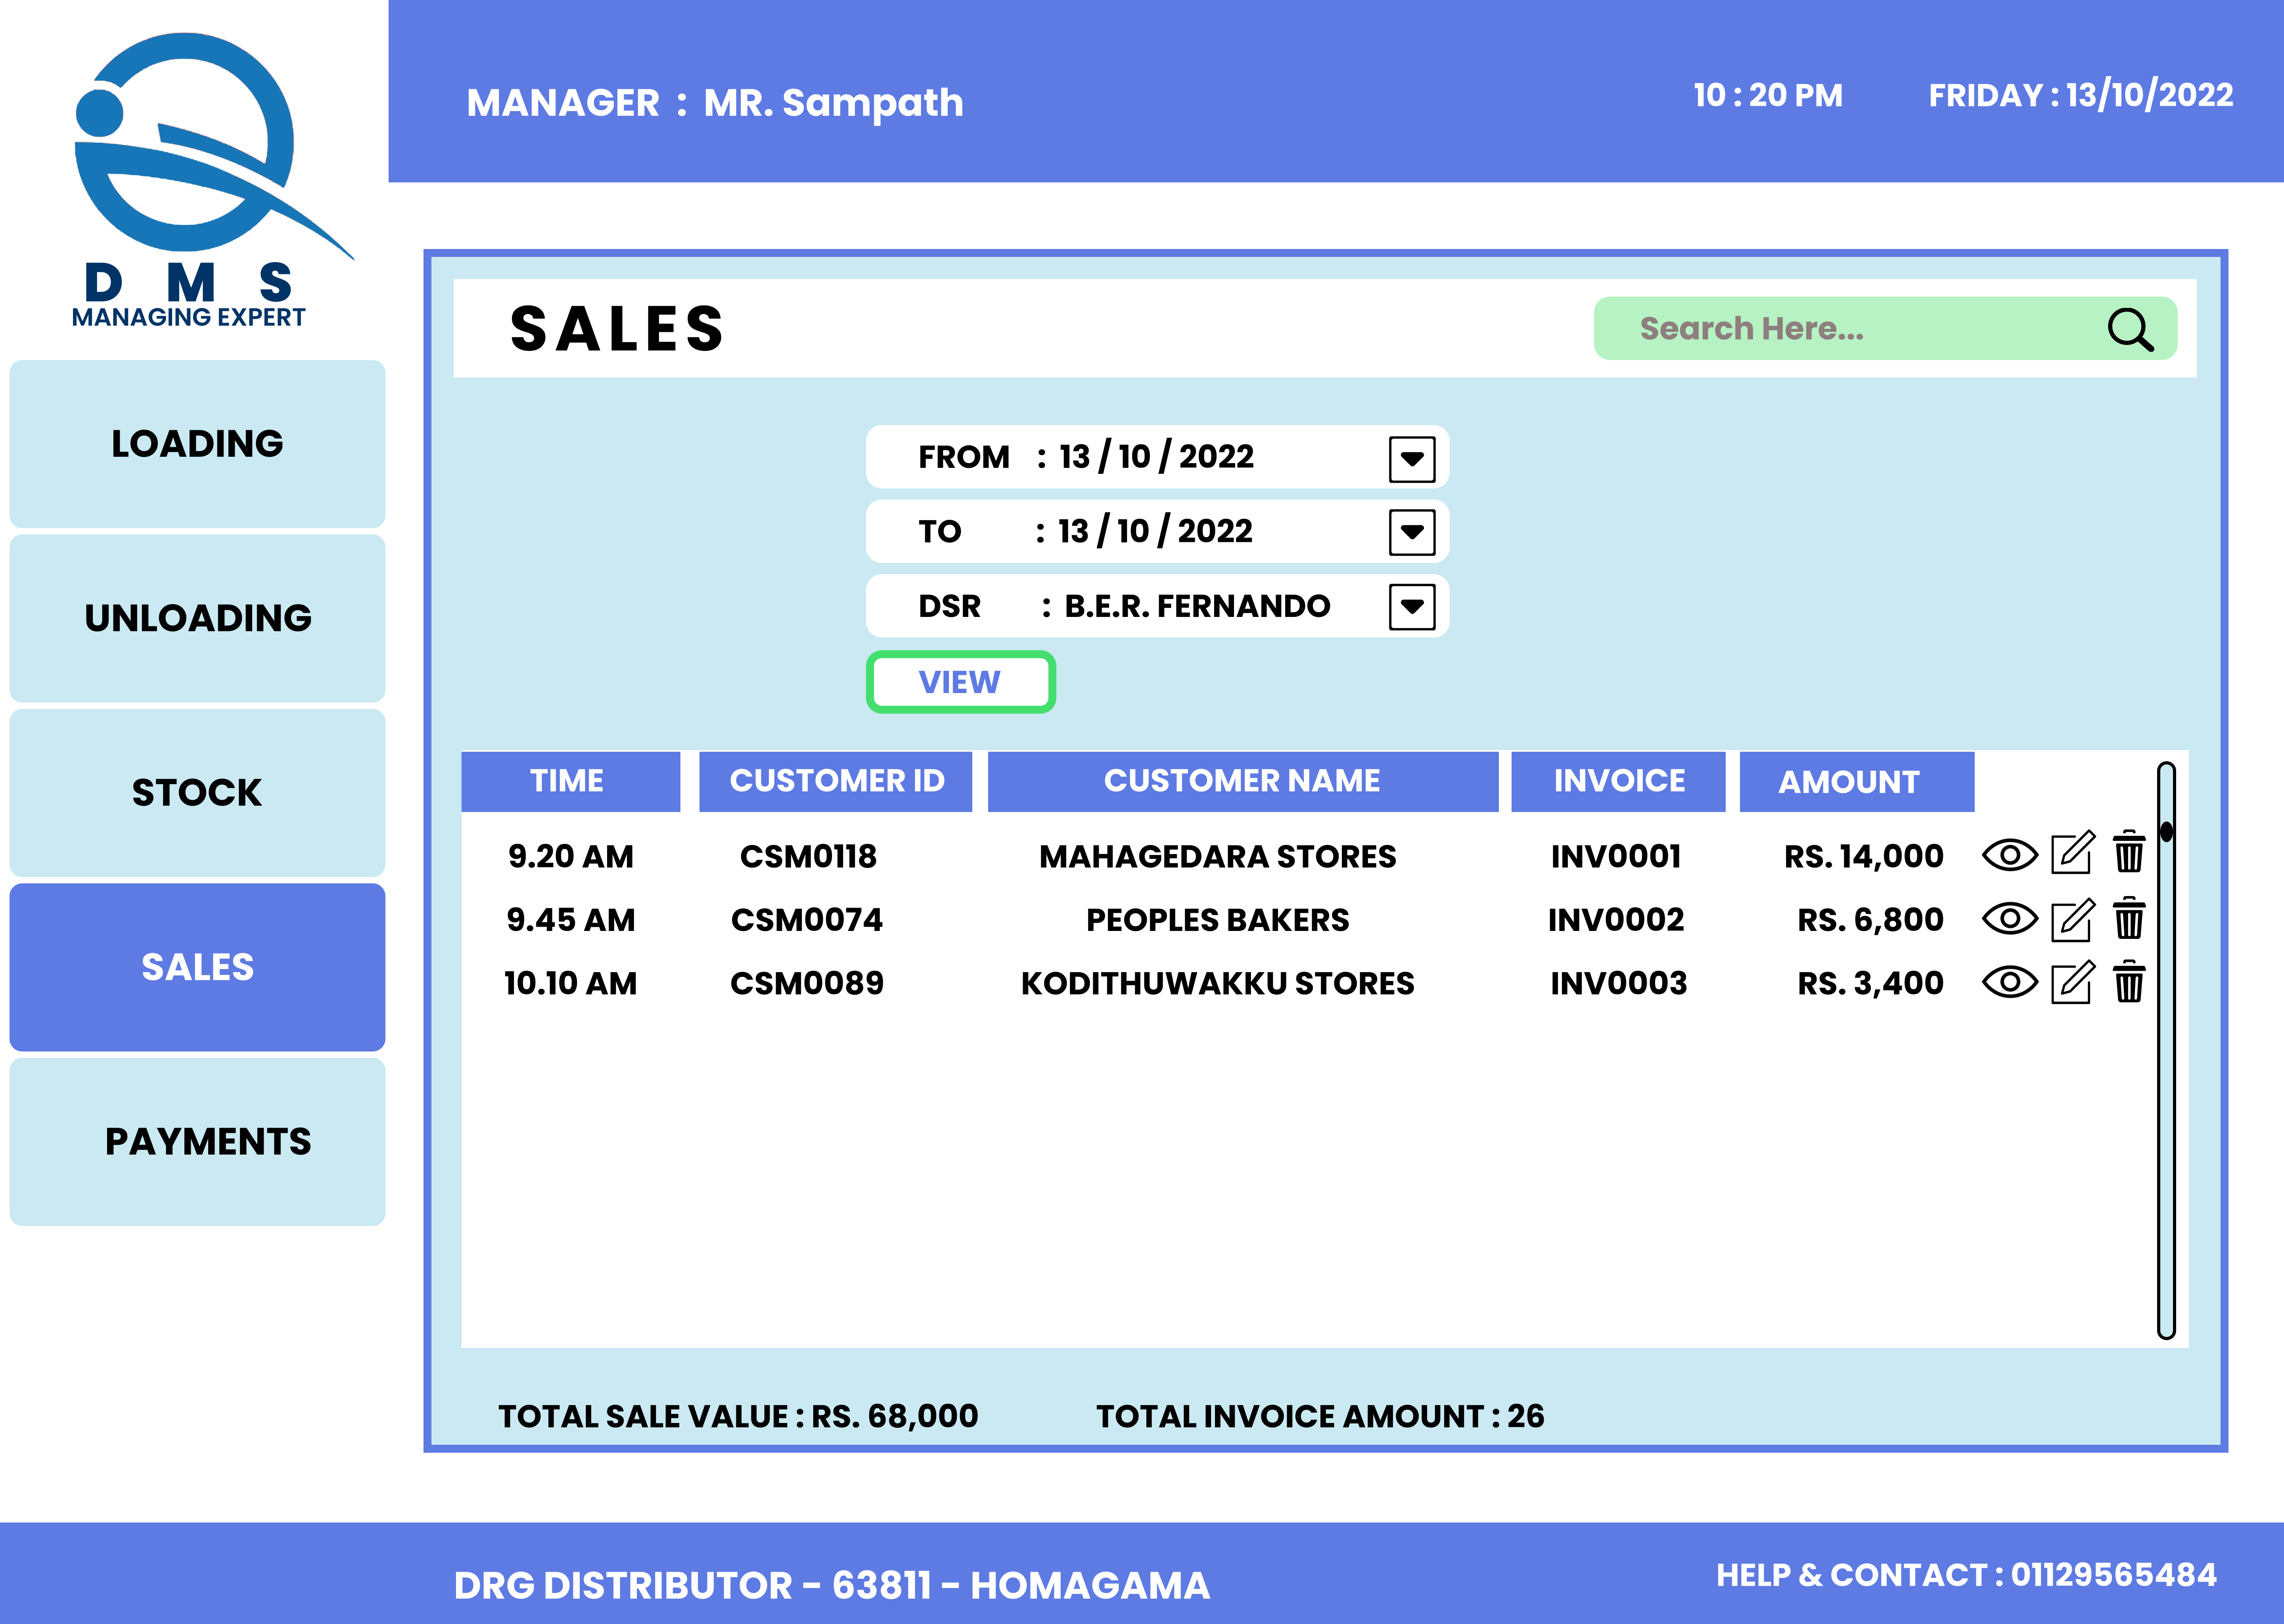 MANAGER : MR. Sampath
10 : 20 PM
FRIDAY : 13/10/2022
D M S
MANAGING EXPERT
LOADING
UNLOADING
STOCK
SALES
PAYMENTS
SALES
Search Here...
FROM : 13 / 10 / 2022
TO : 13 / 10 / 2022
DSR : B.E.R. FERNANDO
VIEW
TIME CUSTOMER ID CUSTOMER NAME INVOICE AMOUNT
9.20 AM CSM0118 MAHAGEDARA STORES INV0001 RS. 14,000
9.45 AM CSM0074 PEOPLES BAKERS INV0002 RS. 6,800
10.10 AM CSM0089 KODITHUWAKKU STORES INV0003 RS. 3,400
TOTAL SALE VALUE : RS. 68,000
TOTAL INVOICE AMOUNT : 26
DRG DISTRIBUTOR - 63811 - HOMAGAMA
HELP & CONTACT : 01129565484